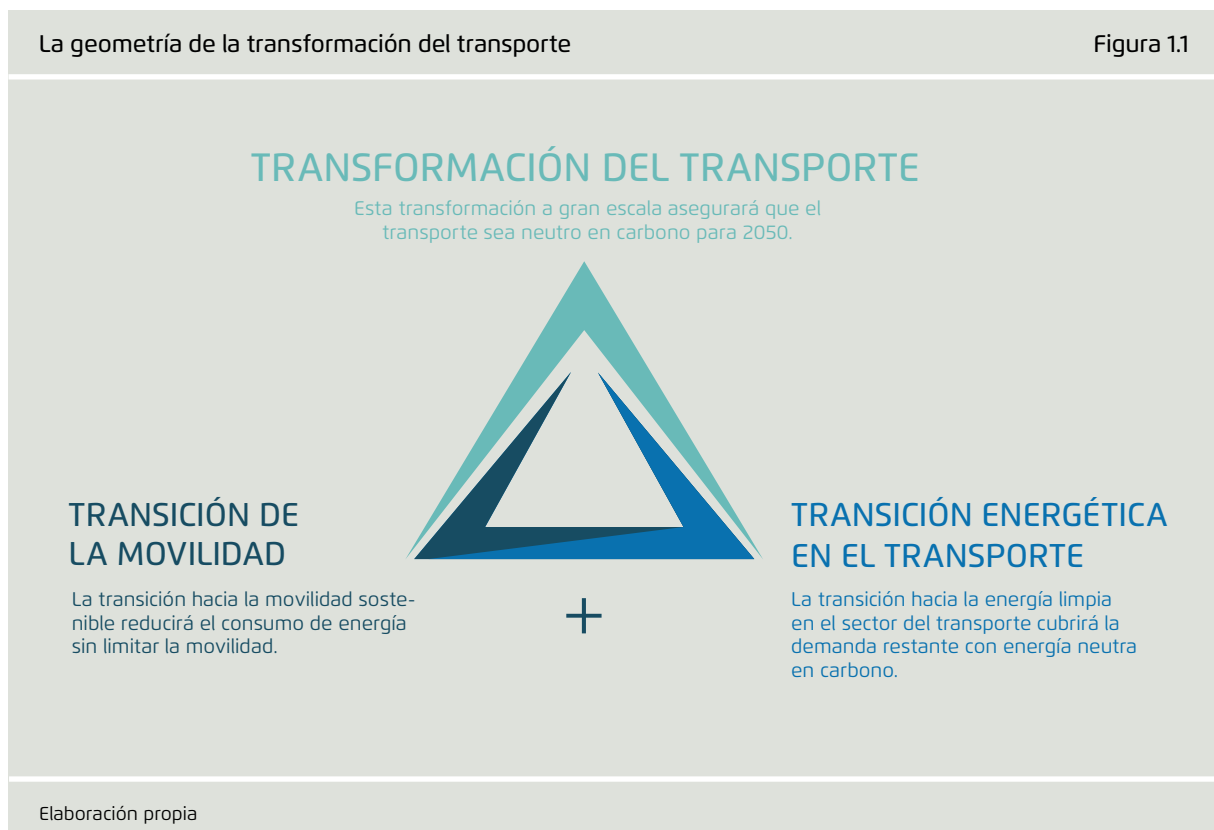 La geometría de la transformación del transporte
Figura 1.1
TRANSFORMACIÓN DEL TRANSPORTE
Esta transformación a gran escala asegurará que el
transporte sea neutro en carbono para 2050.
TRANSICIÓN DE
LA MOVILIDAD
La transición hacia la movilidad soste-
nible reducirá el consumo de energía
sin limitar la movilidad.
+
TRANSICIÓN ENERGÉTICA
EN EL TRANSPORTE
La transición hacia la energía limpia
en el sector del transporte cubrirá la
demanda restante con energía neutra
en carbono.
Elaboración propia